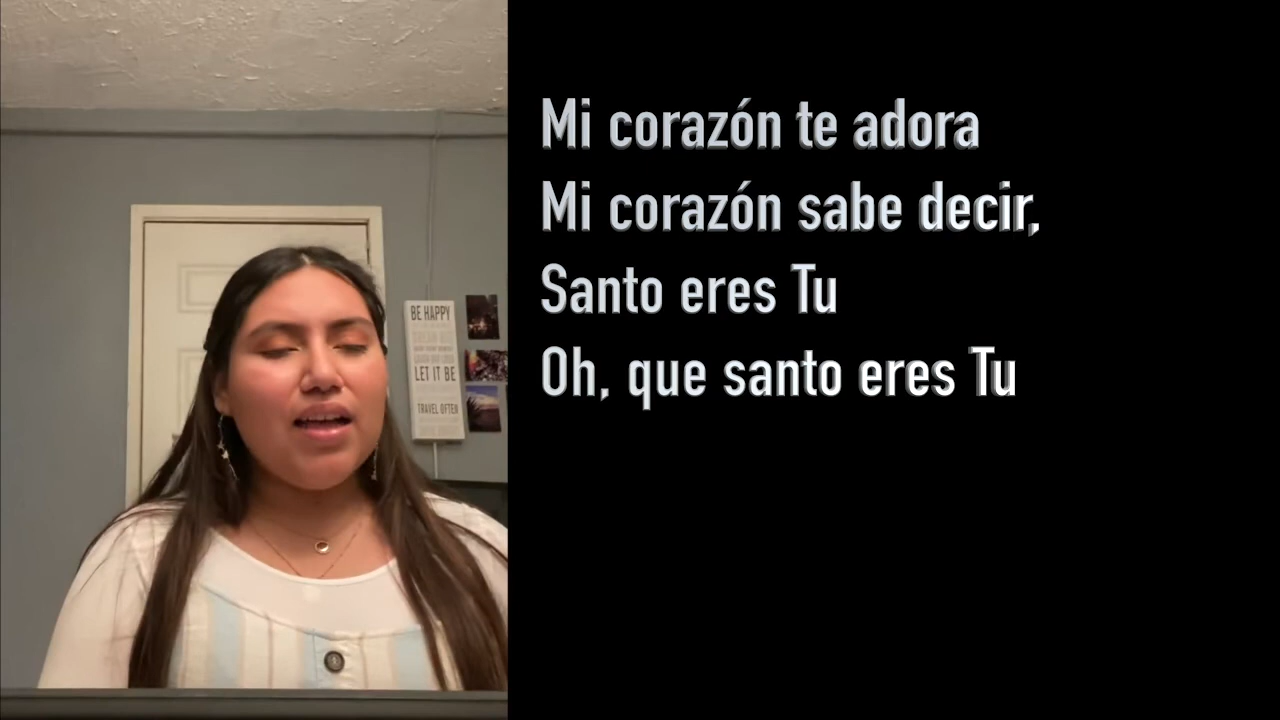 Mi corazón te adora
Mi corazón sabe decir,
Santo eres Tu
Oh, que santo eres Tu
BE HAPPY
LET IT BE
TRAVEL OFTEN